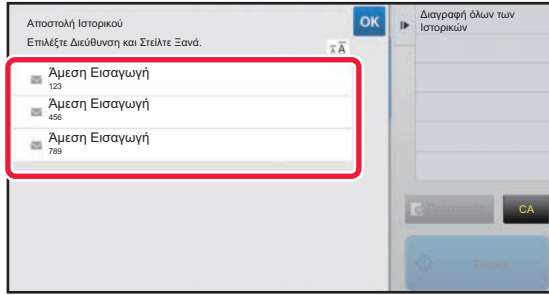 Αποστολή Ιστορικού
OK
Επιλέξτε Διεύθυνση και Στείλτε Ξανά.
A A
Άμεση Εισαγωγή
123
Άμεση Εισαγωγή
456
Άμεση Εισαγωγή
789
Διαγραφή όλων των
Ιστορικών
CA
Έναρξη